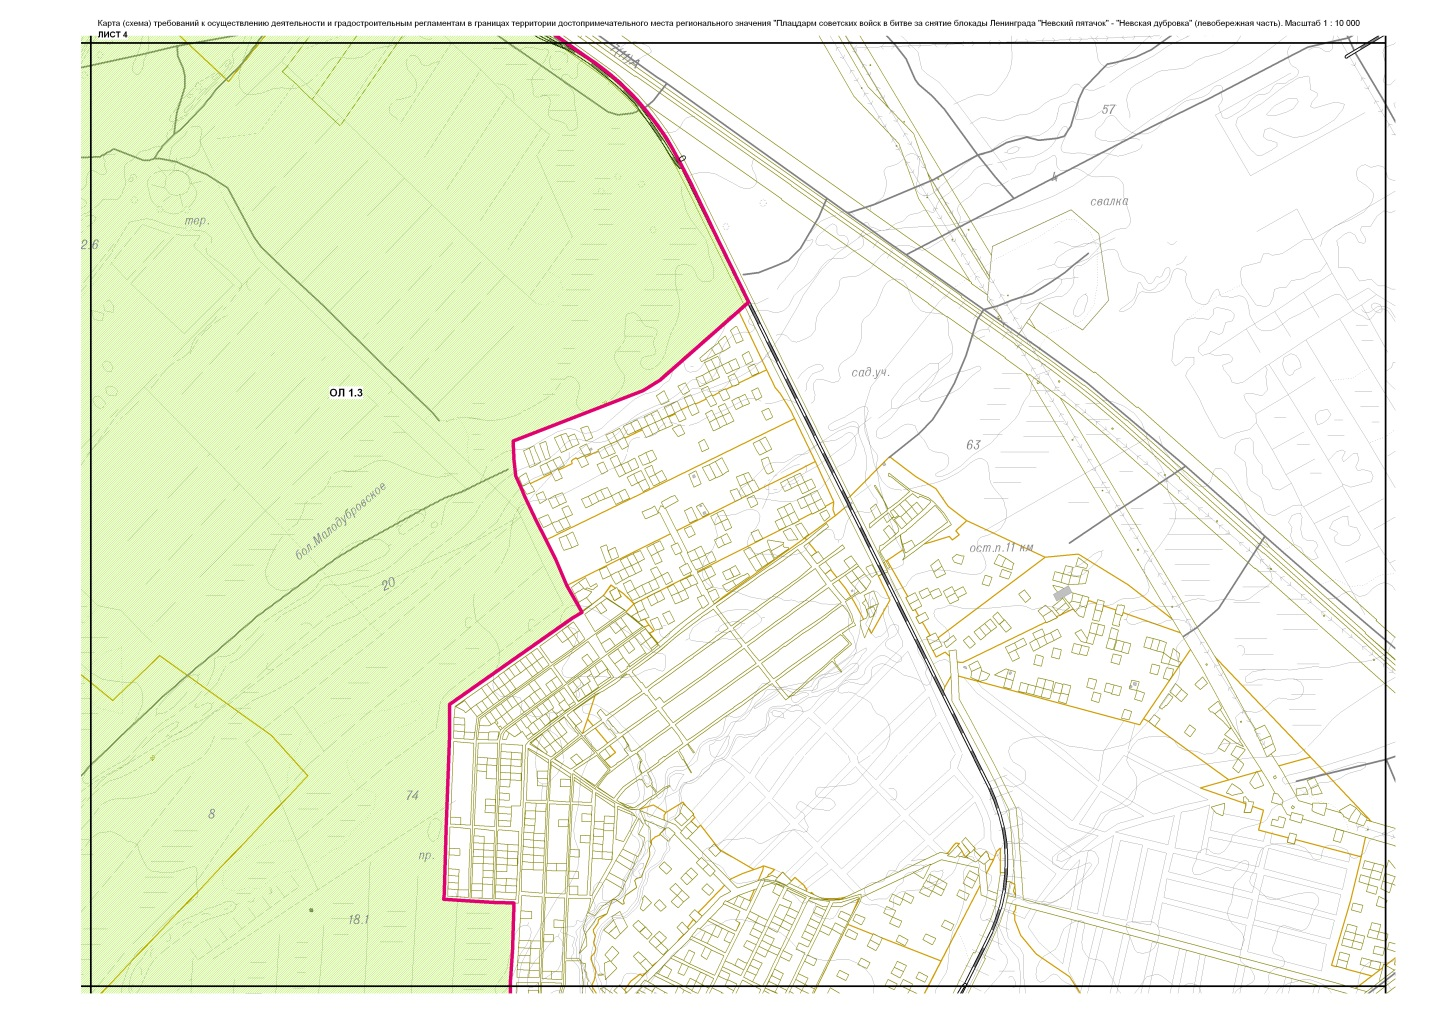 Карта (схема) требований к осуществлению деятельности и градостроительным регламентам в границах территории достопримечательного места регионального значения "Плацдарм советских войск в битве за снятие блокады Ленинграда "Невский пятачок" - "Невская дубровка" (левобережная часть). Масштаб 1 : 10 000
ЛИСТ 4
57
свалка
тер.
2.6
сад.уч.
ОЛ 1.3
63
бол.Малодубровское
ост.п.11 км
20
74
8
пр.
18.1